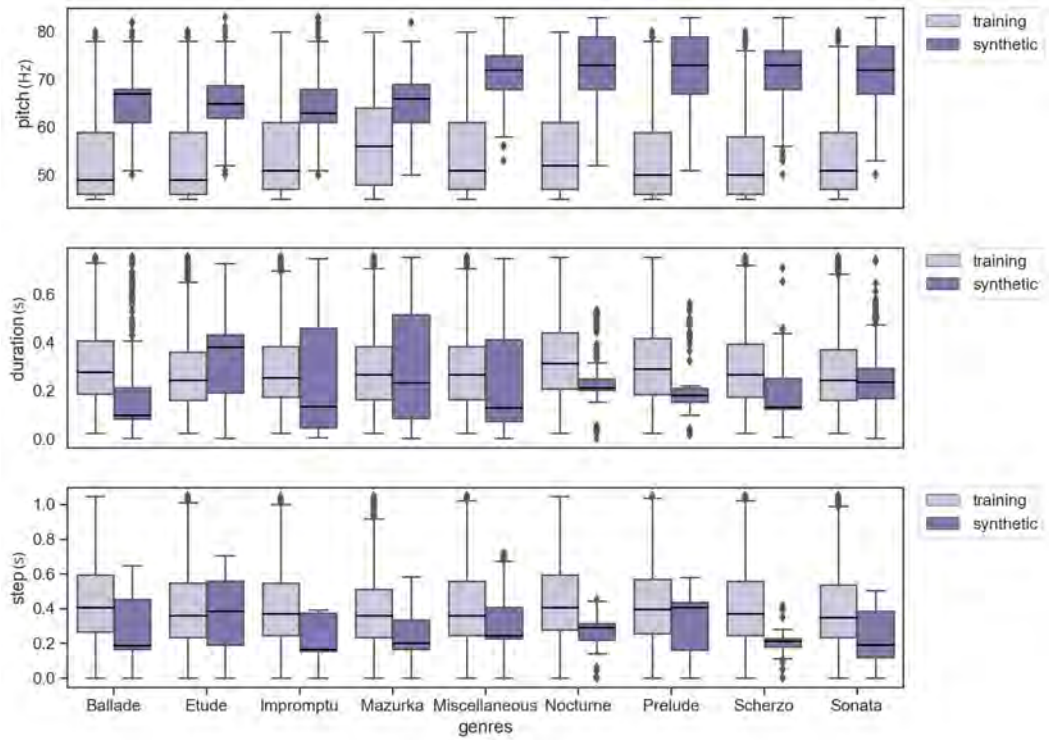 80
70
60
50
pitch (Hz)
training
synthetic
0.6
0.4
0.2
0.0
duration(s)
training
synthetic
1.0
0.8
0.6
0.4
0.2
0.0
step(s)
training
synthetic
Ballade Etude Impromptu Mazurka Miscellaneous Nocturne Prelude Scherzo Sonata
genres